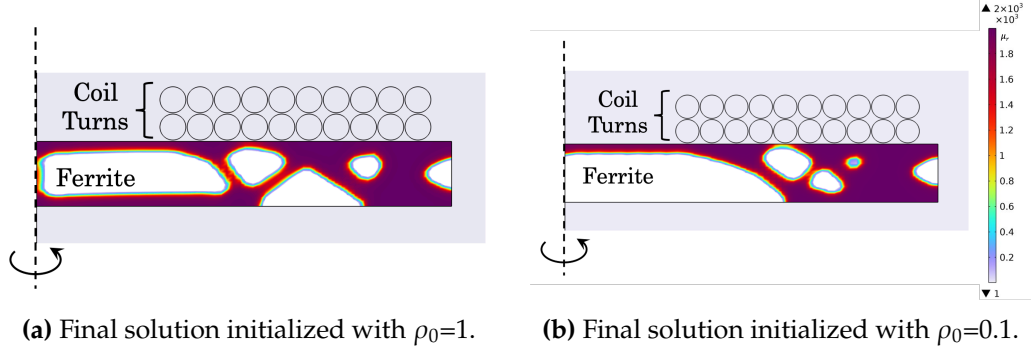 Coil
Turns
Ferrite
(a) Final solution initialized with ρ₀=1.
Coil
Turns
Ferrite
(b) Final solution initialized with ρ₀=0.1.
▲ 2×10³
×10³
μᵣ
1.8
1.6
1.4
1.2
1
0.8
0.6
0.4
0.2
▼ 1